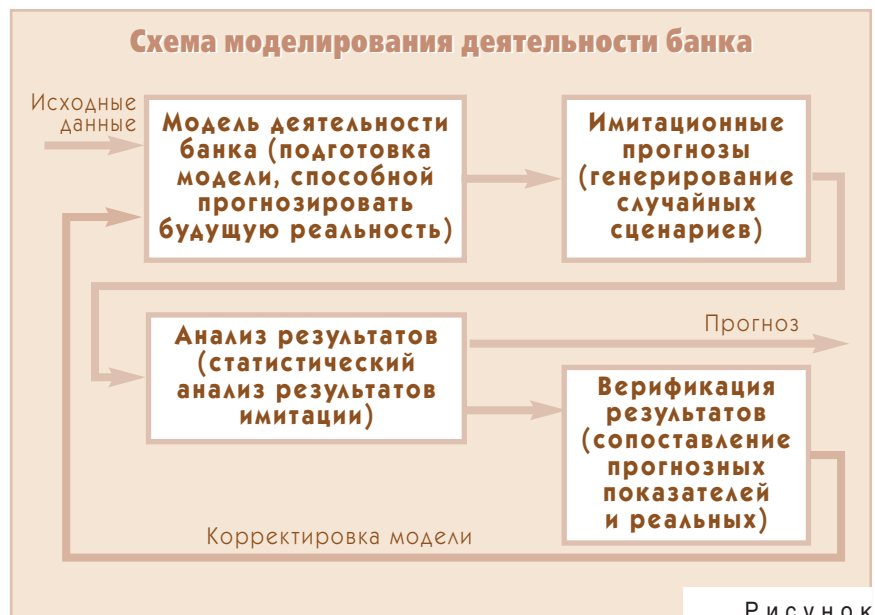 Схема моделирования деятельности банка
Исходные
данные
Модель деятельности
банка (подготовка
модели, способной
прогнозировать
будущую реальность)
Имитационные
прогнозы
(генерирование
случайных
сценариев)
Анализ результатов
(статистический
анализ результатов
имитации)
Прогноз
Верификация
результатов
(сопоставление
прогнозных
показателей
и реальных)
Корректировка модели
Рисунок